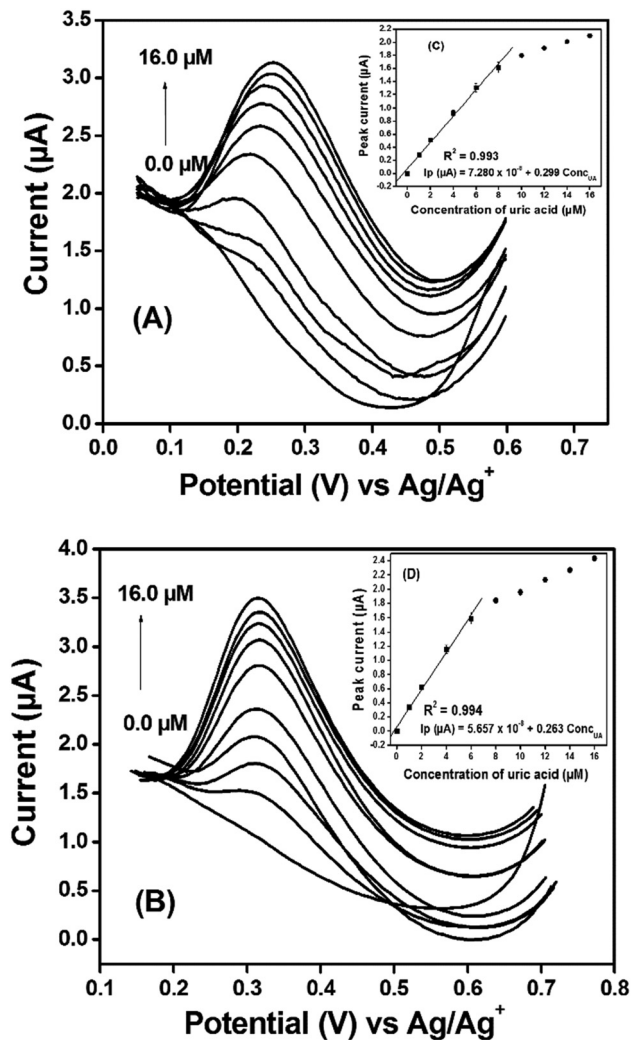 (A)
16.0 µM
0.0 µM
Current (µA)
3.5
3.0
2.5
2.0
1.5
1.0
0.5
0.0
0.0 0.1 0.2 0.3 0.4 0.5 0.6 0.7
Potential (V) vs Ag/Ag⁺
(C)
Peak current (µA)
2.2
2.0
1.8
1.6
1.4
1.2
1.0
0.8
0.6
0.4
0.2
0.0
-0.2
R² = 0.993
Ip (µA) = 7.280 x 10⁻⁸ + 0.299 Conc_UA
0 2 4 6 8 10 12 14 16
Concentration of uric acid (µM)
(B)
16.0 µM
0.0 µM
Current (µA)
4.0
3.5
3.0
2.5
2.0
1.5
1.0
0.5
0.0
0.1 0.2 0.3 0.4 0.5 0.6 0.7 0.8
Potential (V) vs Ag/Ag⁺
(D)
Peak current (µA)
2.4
2.2
2.0
1.8
1.6
1.4
1.2
1.0
0.8
0.6
0.4
0.2
0.0
-0.2
R² = 0.994
Ip (µA) = 5.657 x 10⁻⁸ + 0.263 Conc_UA
0 2 4 6 8 10 12 14 16
Concentration of uric acid (µM)